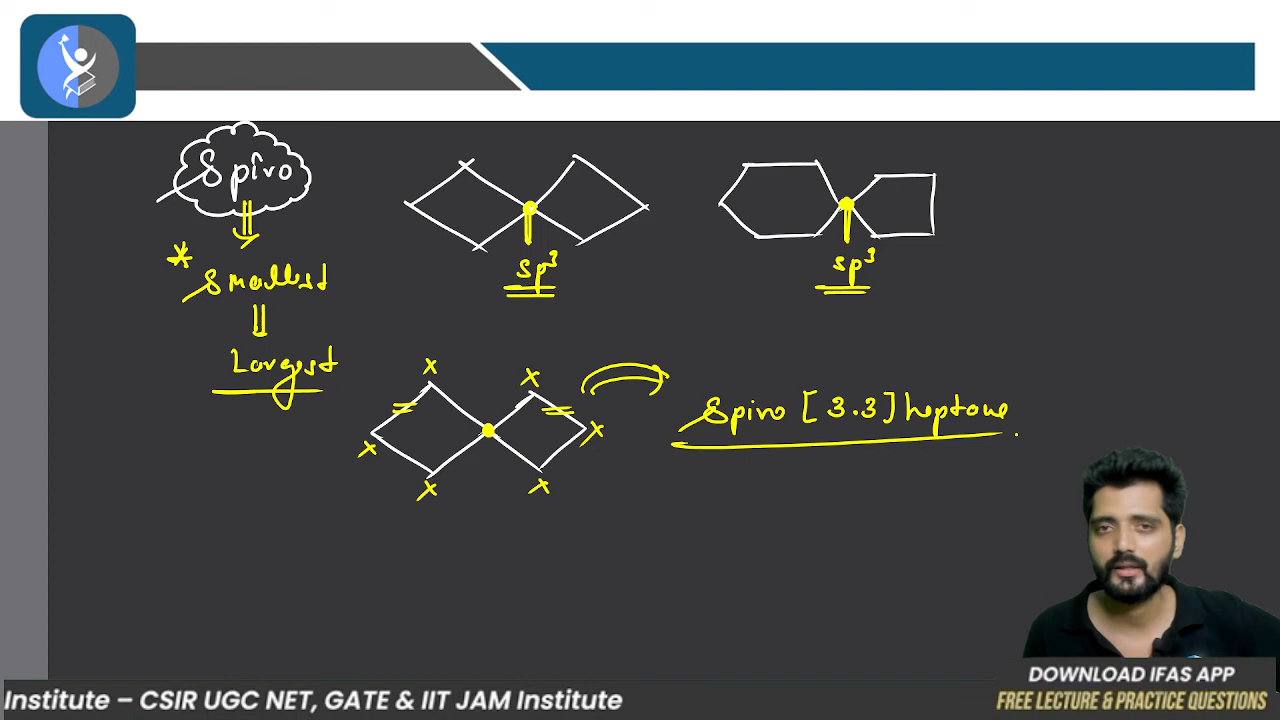 Spiro
* Smallest
Largest
sp³
sp³
x
x
x
x
x
x
Spiro [3.3] heptane
DOWNLOAD IFAS APP
Institute – CSIR UGC NET, GATE & IIT JAM Institute
FREE LECTURE & PRACTICE QUESTIONS